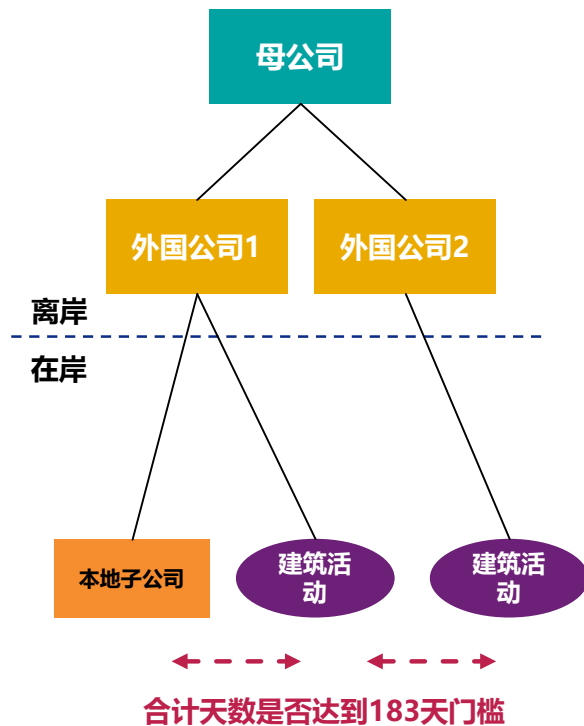 母公司
外国公司1
外国公司2
离岸
在岸
本地子公司
建筑活
动
建筑活
动
合计天数是否达到183天门槛